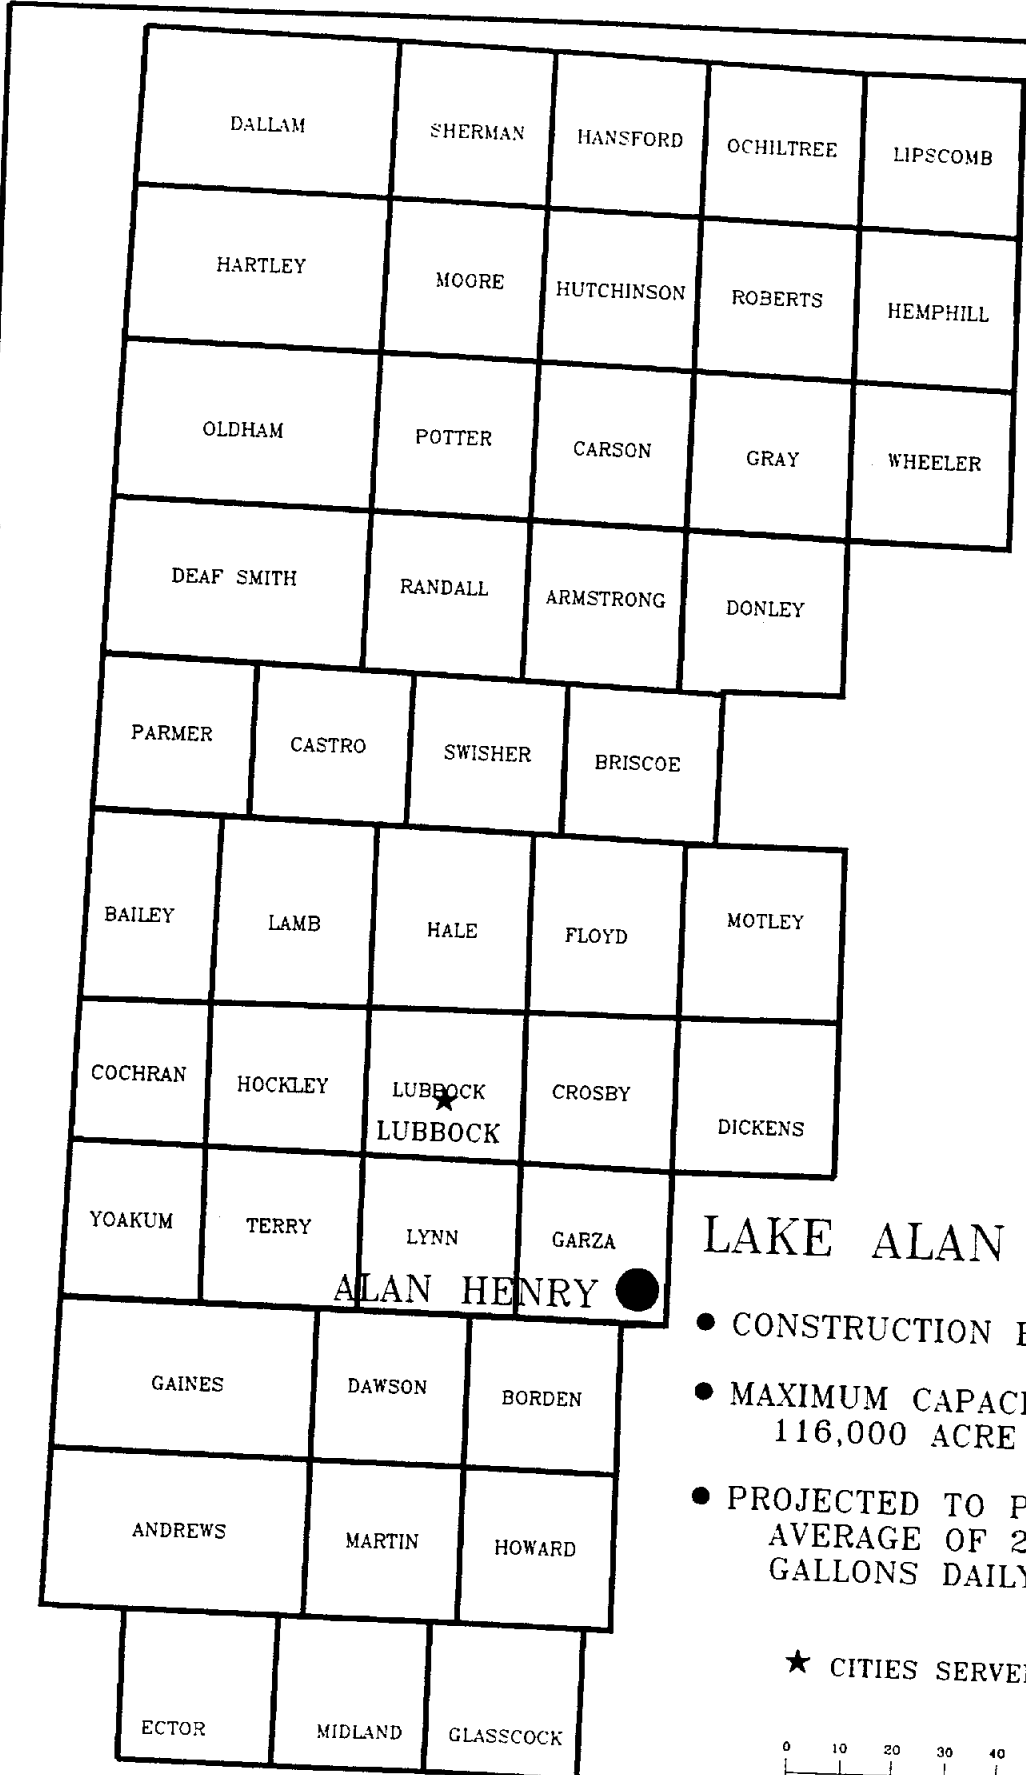 DALLAM SHERMAN HANSFORD OCHILTREE LIPSCOMB
HARTLEY MOORE HUTCHINSON ROBERTS HEMPHILL
OLDHAM POTTER CARSON GRAY WHEELER
DEAF SMITH RANDALL ARMSTRONG DONLEY
PARMER CASTRO SWISHER BRISCOE
BAILEY LAMB HALE FLOYD MOTLEY
COCHRAN HOCKLEY LUBBOCK CROSBY DICKENS
LUBBOCK
YOAKUM TERRY LYNN GARZA
ALAN HENRY
GAINES DAWSON BORDEN
ANDREWS MARTIN HOWARD
ECTOR MIDLAND GLASSCOCK
LAKE ALAN
CONSTRUCTION
MAXIMUM
116,000 ACRE
PROJECTED TO
AVERAGE OF
GALLONS DAILY
CITIES
0 10 20 30 40